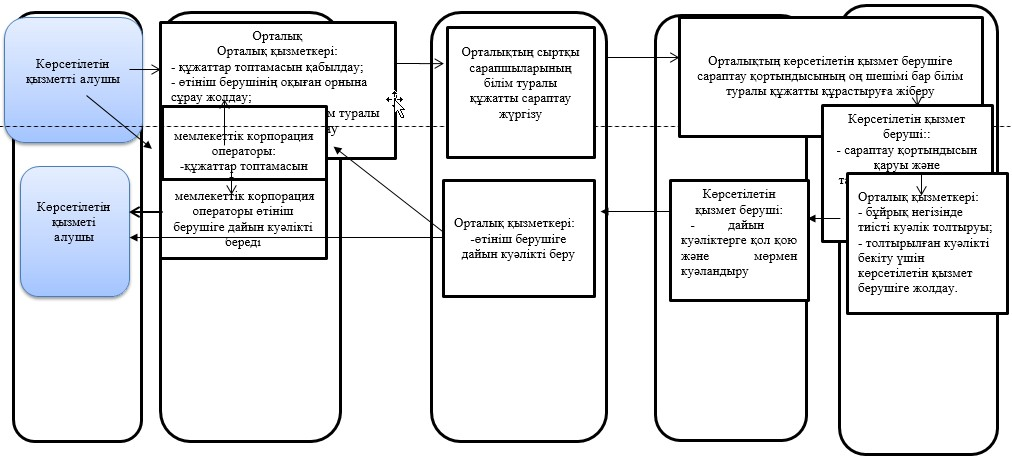 Көрсетілетін
қызметті алушы
Орталық
Орталық қызметкері:
- құжаттар топтамасын қабылдау;
- өтініш берушінің оқыған орнына
сұрау жолдау;
туралы
мемлекеттік корпорация
операторы:
-құжаттар топтамасын
мемлекеттік корпорация
операторы өтініш
берушіге дайын куәлікті
береді
Орталықтың сыртқы
сарапшыларының
білім туралы
құжатты сараптау
жүргізу
Орталықтың көрсетілетін қызмет берушіге
сараптау қортындысының оң шешімі бар білім
туралы құжатты құрастыруға жіберу
Көрсетілетін қызмет
беруші::
- сараптау қортындысын
қаруы және
Орталық қызметкері:
- бұйрық негізінде
тиісті куәлік толтыруы;
- толтырылған куәлікті
бекіту үшін
көрсетілетін қызмет
берушіге жолдау.
Көрсетілетін
қызмет беруші:
- дайын
куәліктерге қол қою
және мөрмен
куәландыру
Орталық қызметкері:
-өтініш берушіге
дайын куәлікті беру
Көрсетілетін
қызметі
алушы